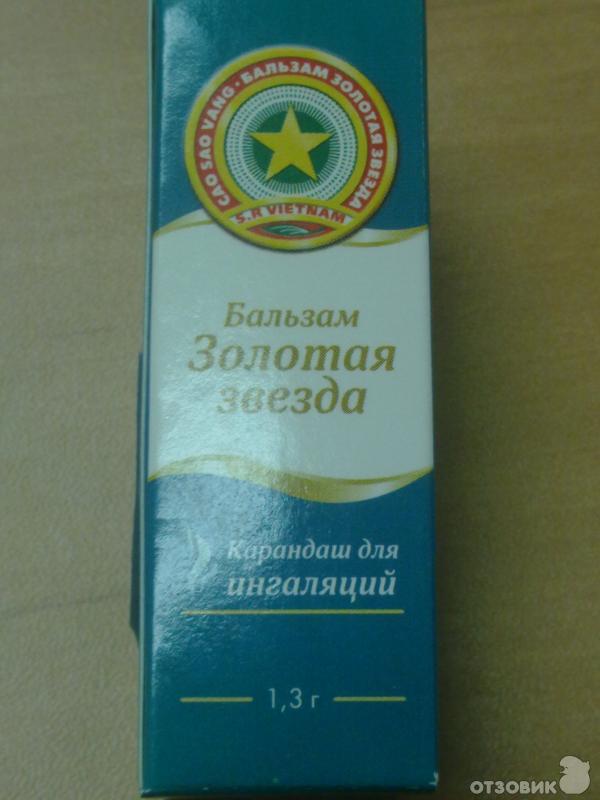 CAO SAO VANG · БАЛЬЗАМ ЗОЛОТАЯ ЗВЕЗДА
S.R VIETNAM
Бальзам
Золотая
звезда
Карандаш для
ингаляций
1,3 г
ОТЗОВИК